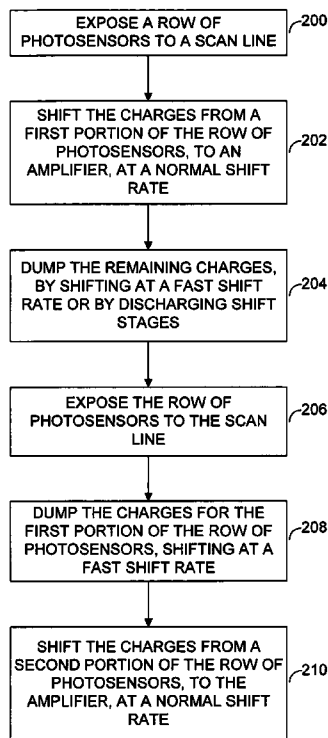 EXPOSE A ROW OF
PHOTOSENSORS TO A SCAN LINE
200
SHIFT THE CHARGES FROM A
FIRST PORTION OF THE ROW OF
PHOTOSENSORS, TO AN
AMPLIFIER, AT A NORMAL SHIFT
RATE
202
DUMP THE REMAINING CHARGES,
BY SHIFTING AT A FAST SHIFT
RATE OR BY DISCHARGING SHIFT
STAGES
204
EXPOSE THE ROW OF
PHOTOSENSORS TO THE SCAN
LINE
206
DUMP THE CHARGES FOR THE
FIRST PORTION OF THE ROW OF
PHOTOSENSORS, SHIFTING AT A
FAST SHIFT RATE
208
SHIFT THE CHARGES FROM A
SECOND PORTION OF THE ROW OF
PHOTOSENSORS, TO THE
AMPLIFIER, AT A NORMAL SHIFT
RATE
210